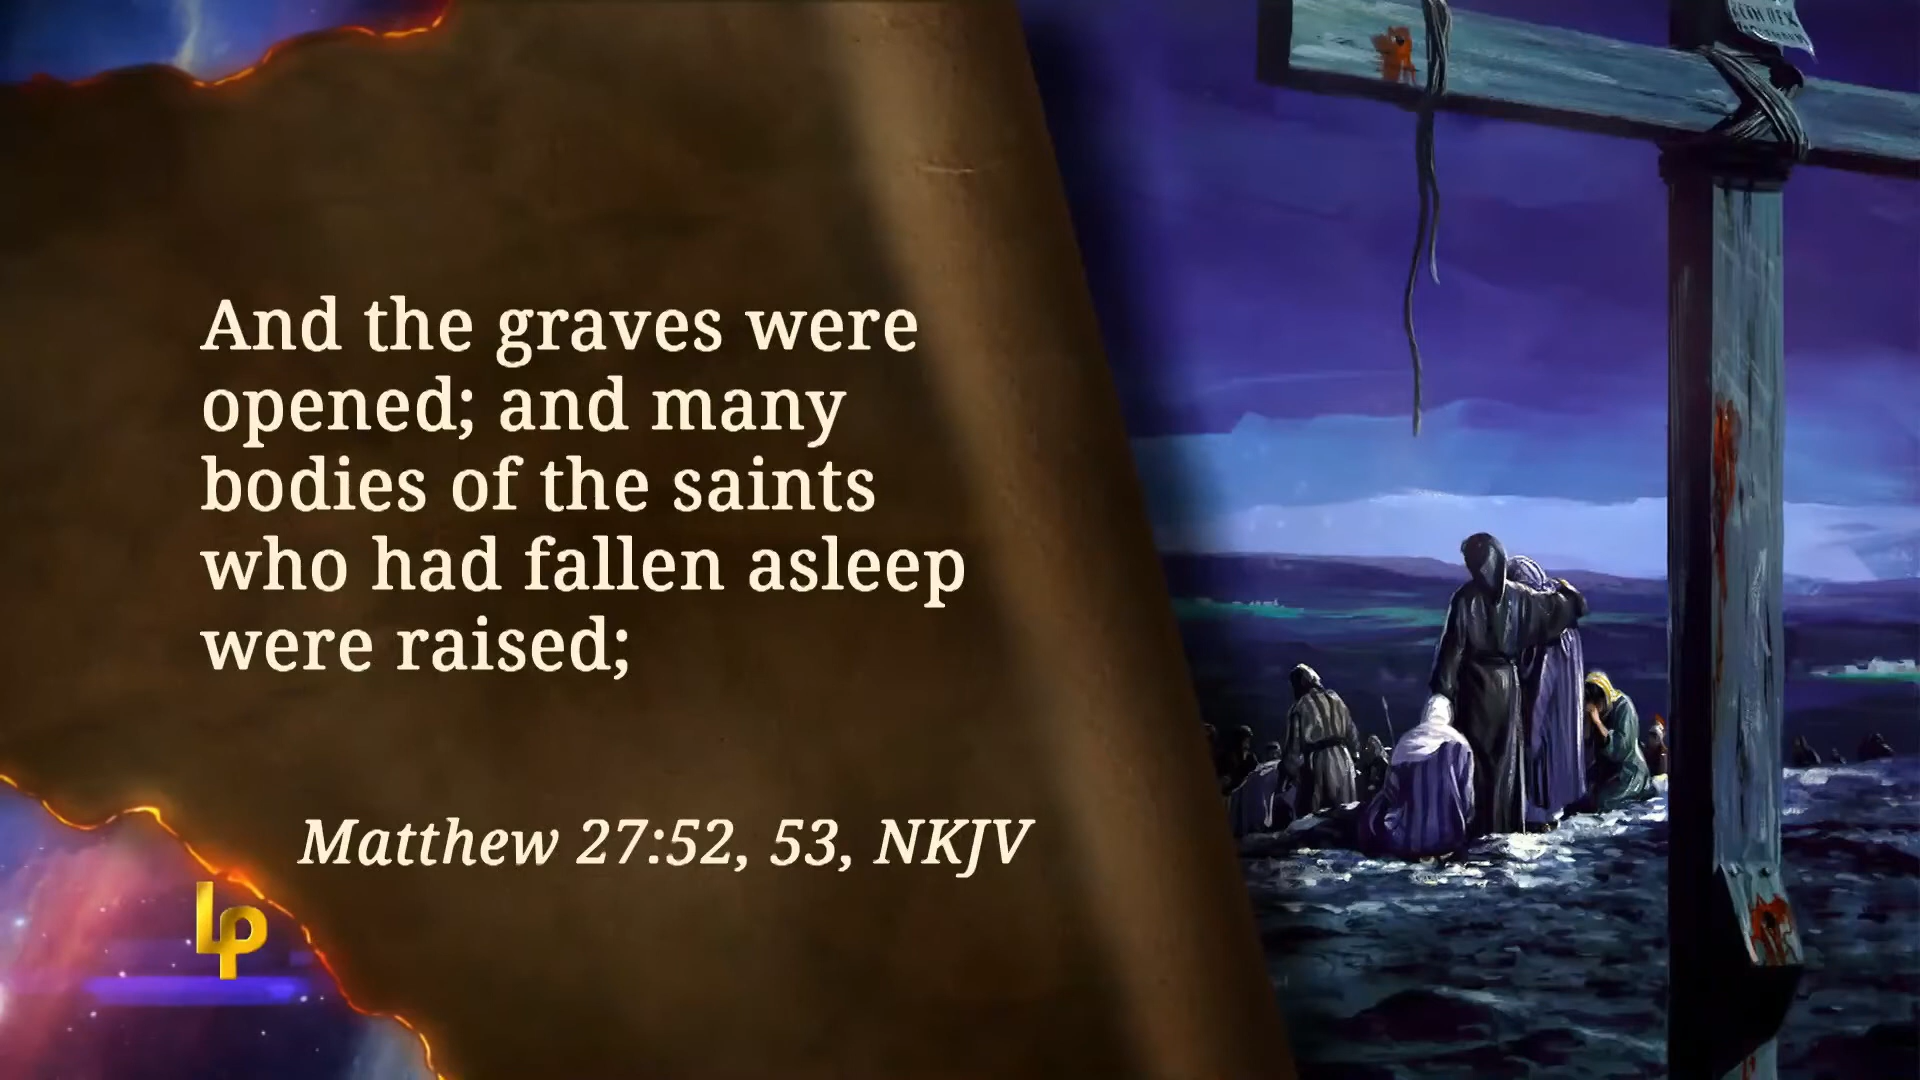 And the graves were
opened; and many
bodies of the saints
who had fallen asleep
were raised;
Matthew 27:52, 53, NKJV
LP